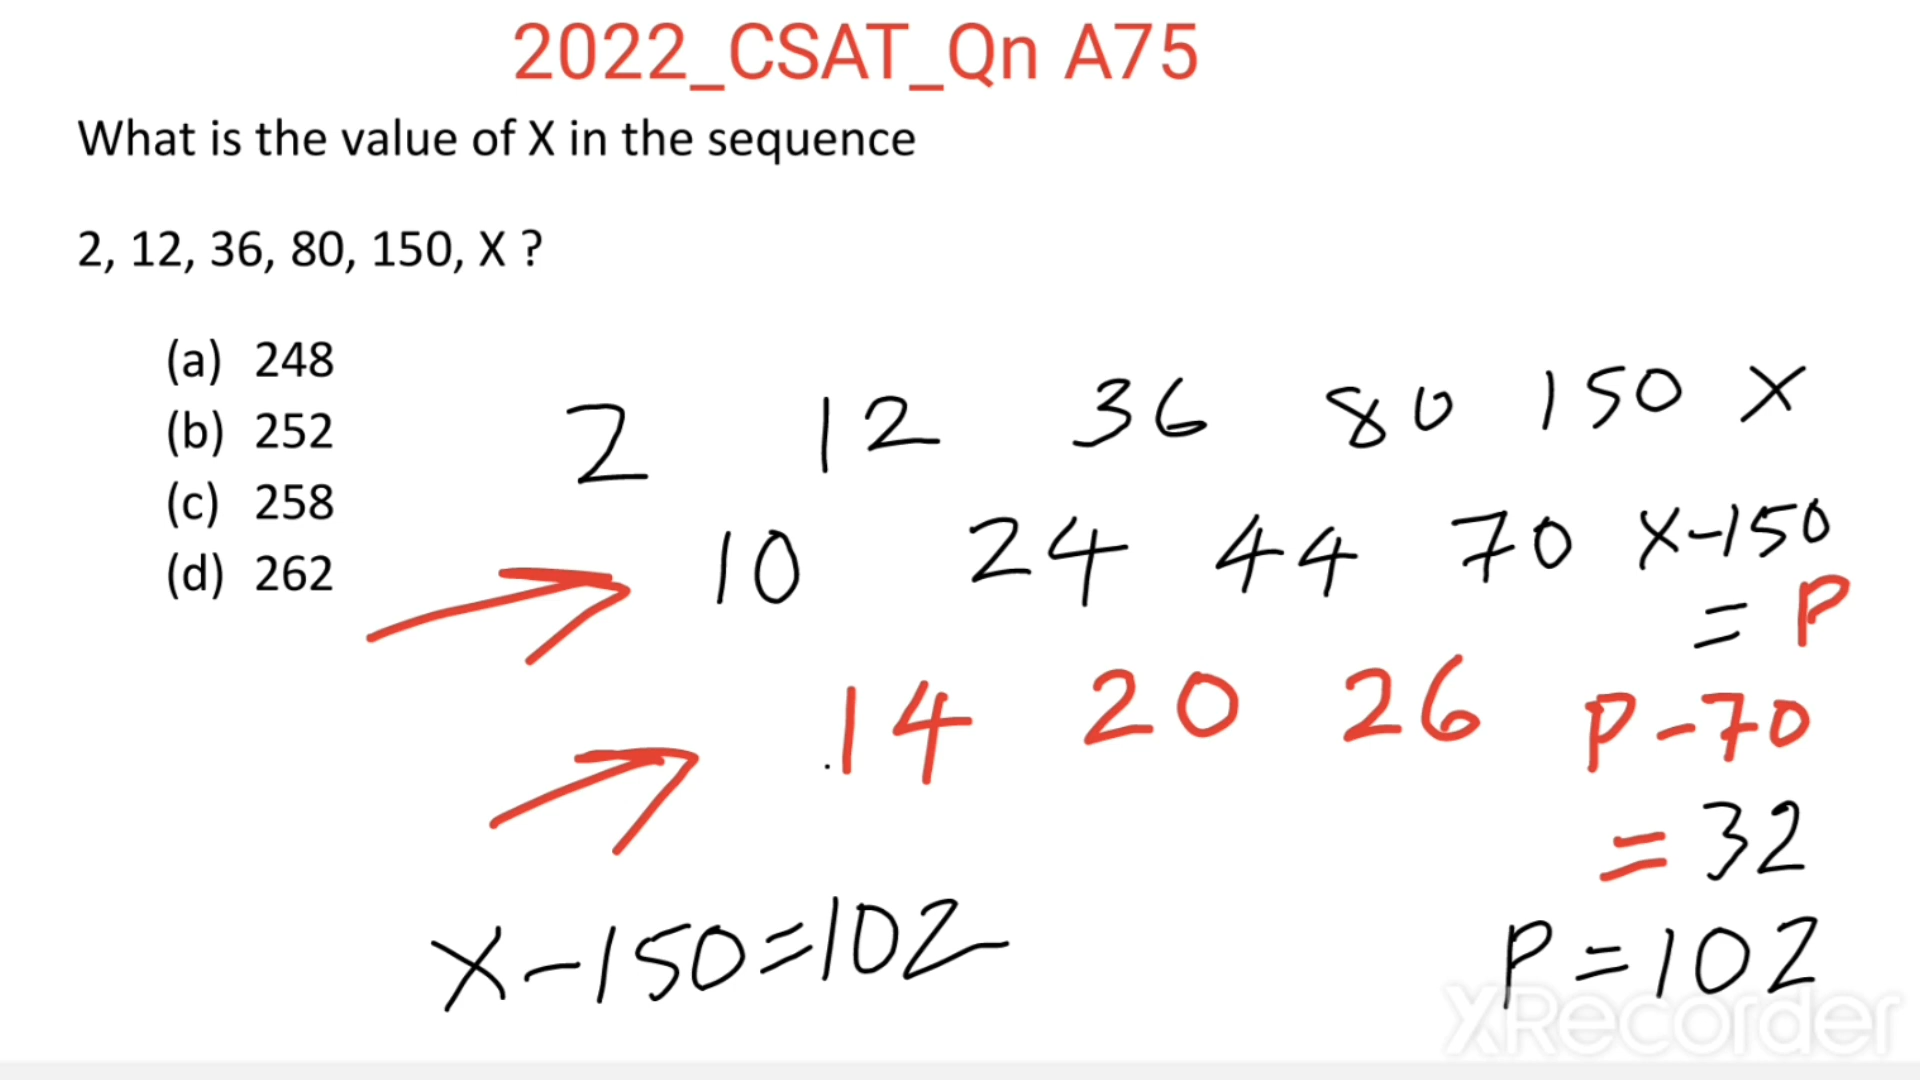 2022_CSAT_Qn A75
What is the value of X in the sequence
2, 12, 36, 80, 150, X ?
(a) 248
(b) 252
(c) 258
(d) 262
2 12 36 80 150 X
10 24 44 70 X-150
= P
14 20 26 P-70
= 32
X-150=102
P=102
XRecorder